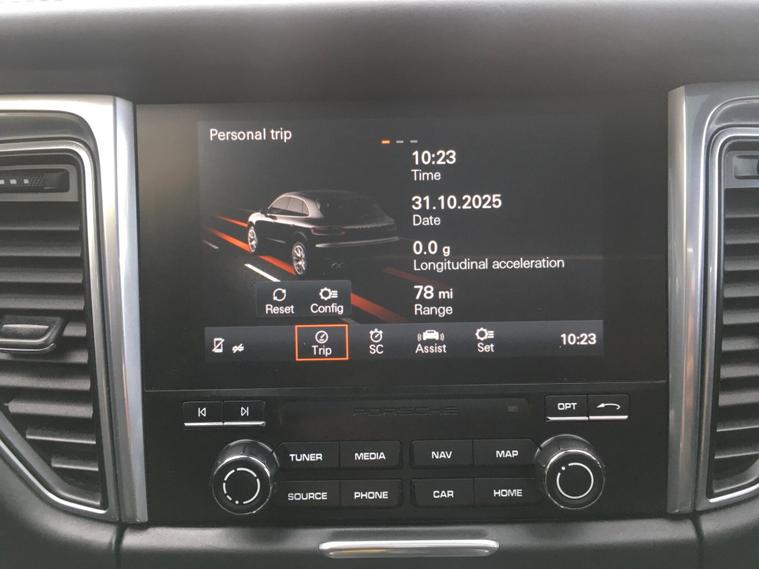 Personal trip
10:23
Time
31.10.2025
Date
0.0 g
Longitudinal acceleration
78 mi
Range
Reset
Config
Trip
SC
Assist
Set
10:23
PORSCHE
OPT
TUNER
MEDIA
NAV
MAP
SOURCE
PHONE
CAR
HOME